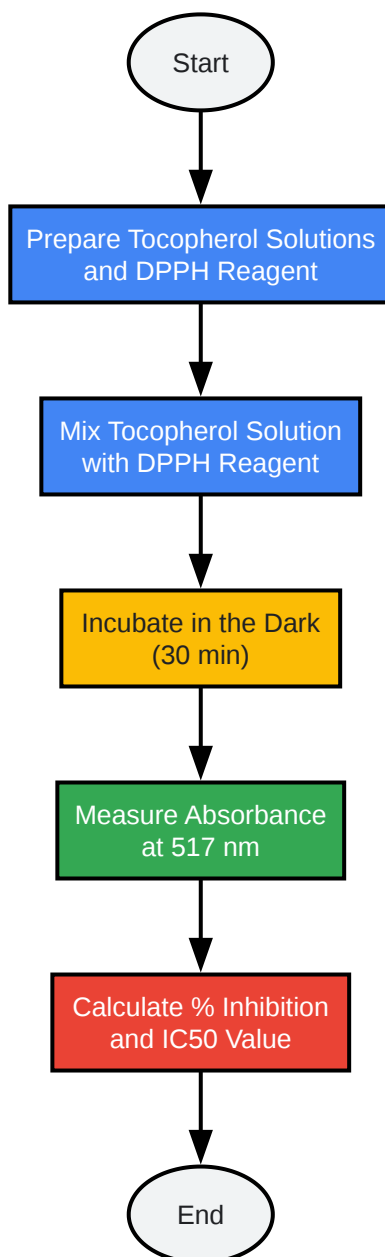 Start
Prepare Tocopherol Solutions
and DPPH Reagent
Mix Tocopherol Solution
with DPPH Reagent
Incubate in the Dark
(30 min)
Measure Absorbance
at 517 nm
Calculate % Inhibition
and IC50 Value
End